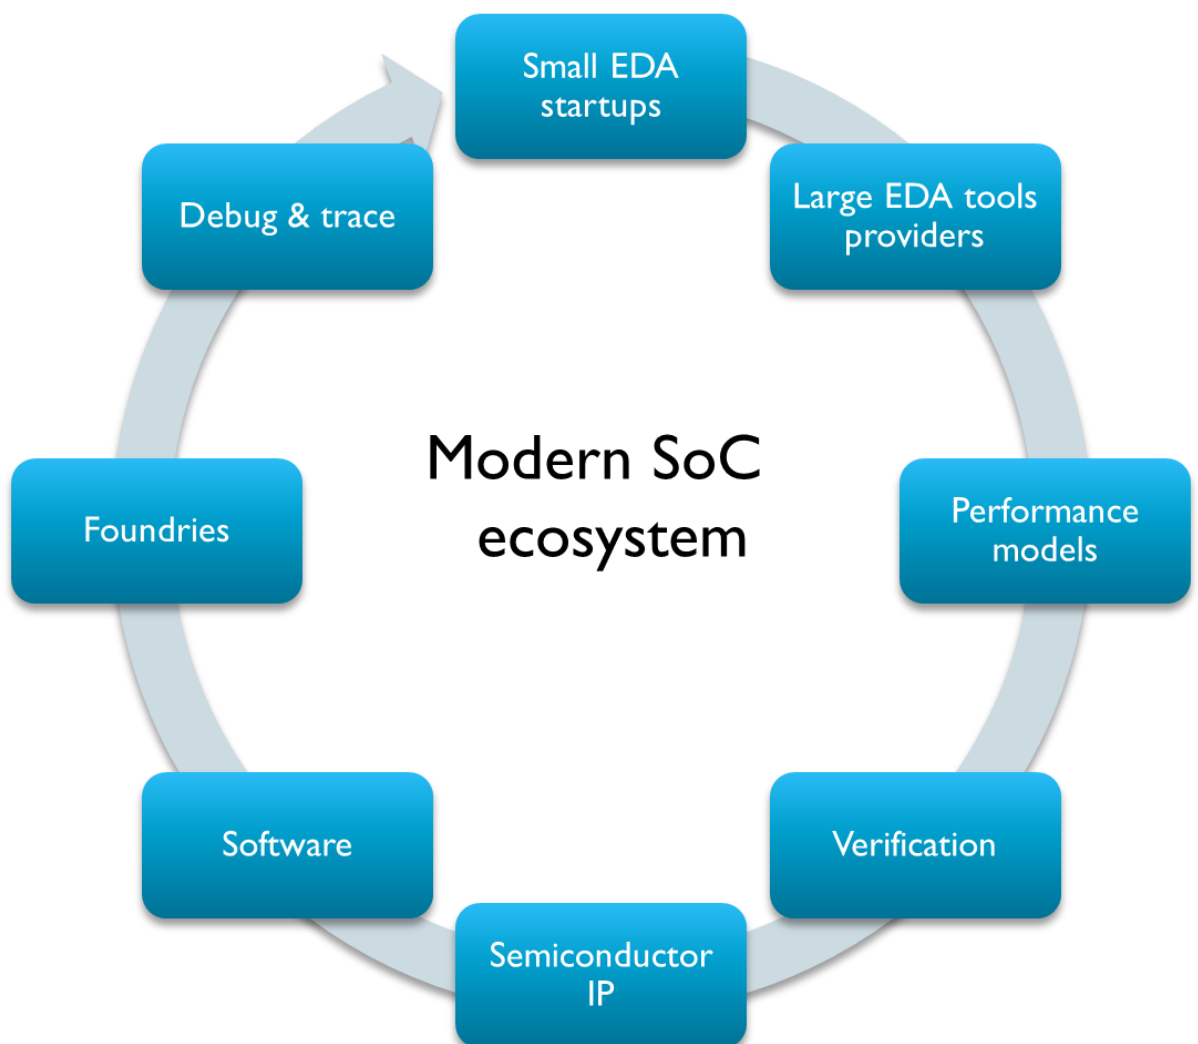 Small EDA
startups
Large EDA tools
providers
Performance
models
Verification
Semiconductor
IP
Software
Foundries
Debug & trace
Modern SoC
ecosystem